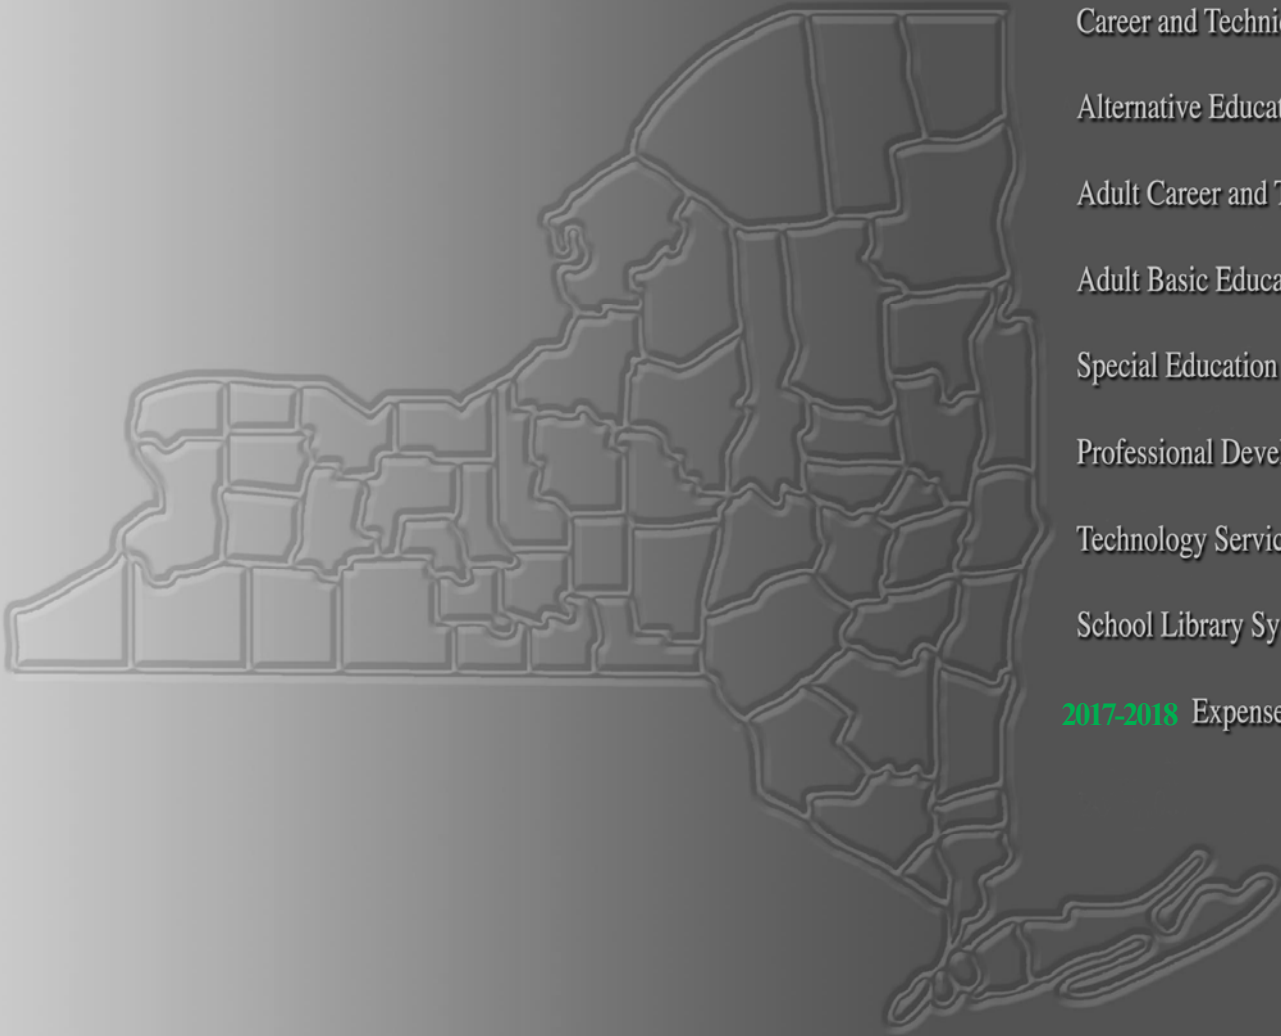 Career and Techni
Alternative Educat
Adult Career and T
Adult Basic Educa
Special Education
Professional Deve
Technology Servic
School Library Sy
2017-2018 Expense